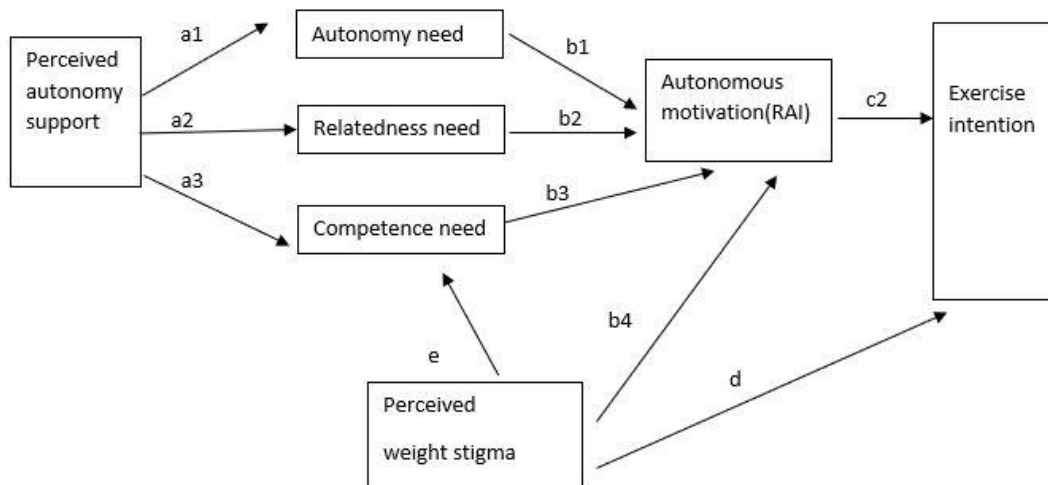 Perceived
autonomy
support
a1
a2
a3
Autonomy need
Relatedness need
Competence need
b1
b2
b3
Autonomous
motivation(RAI)
c2
Exercise
intention
e
b4
d
Perceived
weight stigma